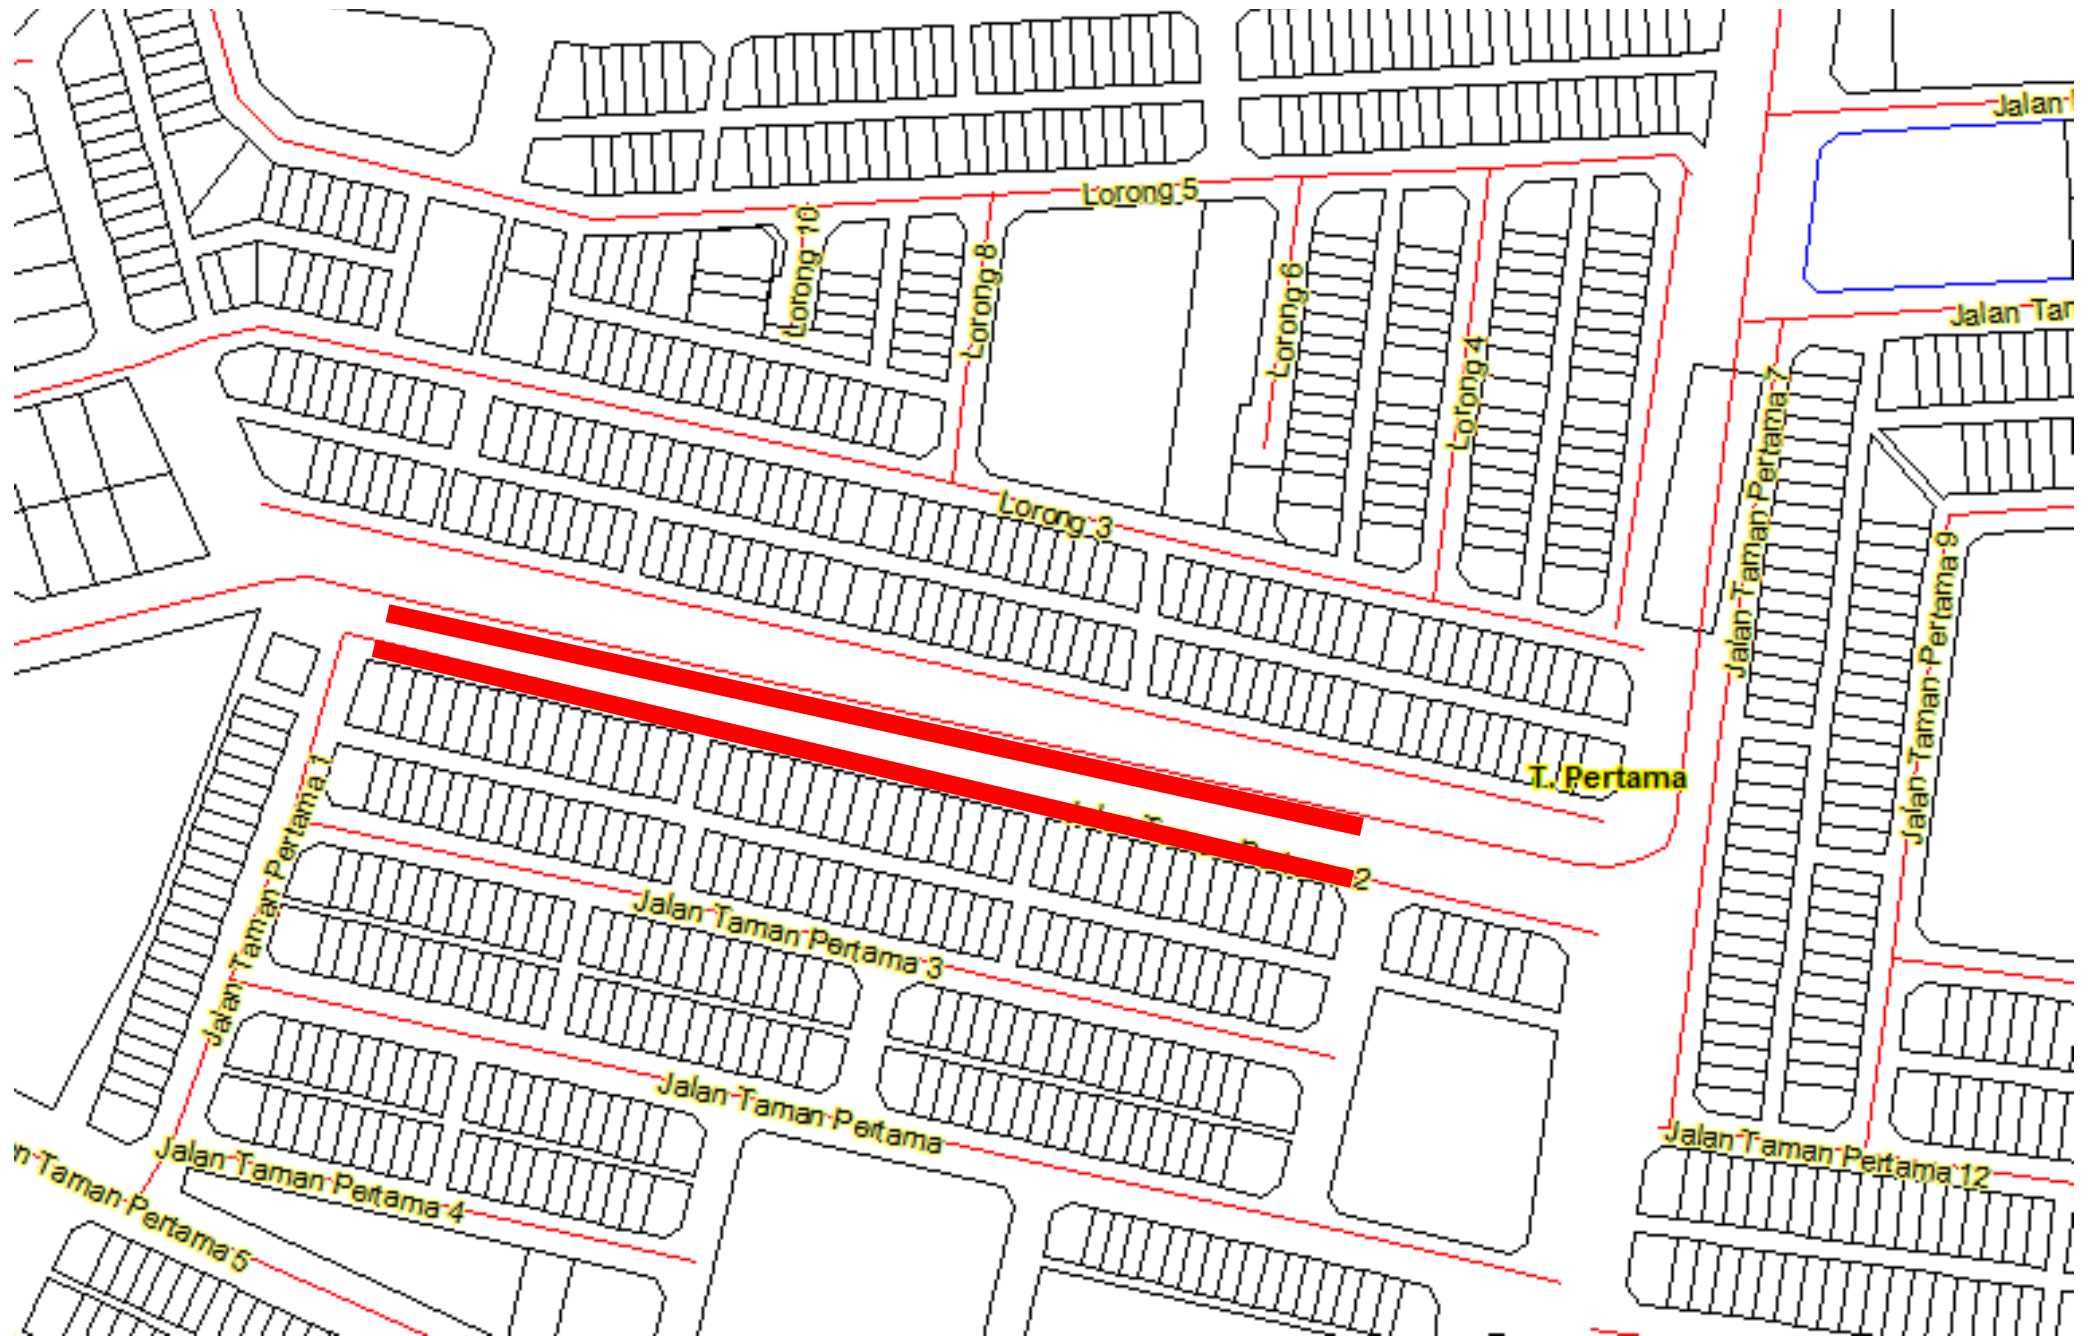 Jalan
Lorong 5
Lorong 10
Lorong 8
Lorong 6
Jalan Tar
Lorong 4
Jalan Taman Pertama 7
Lorong 3
Jalan Taman Pertama 9
T. Pertama
Jalan Taman Pertama 1
2
Jalan Taman Pertama 3
Jalan Taman Pertama
Jalan Taman Pertama 12
Jalan Taman Pertama 4
n Taman Pertama 5